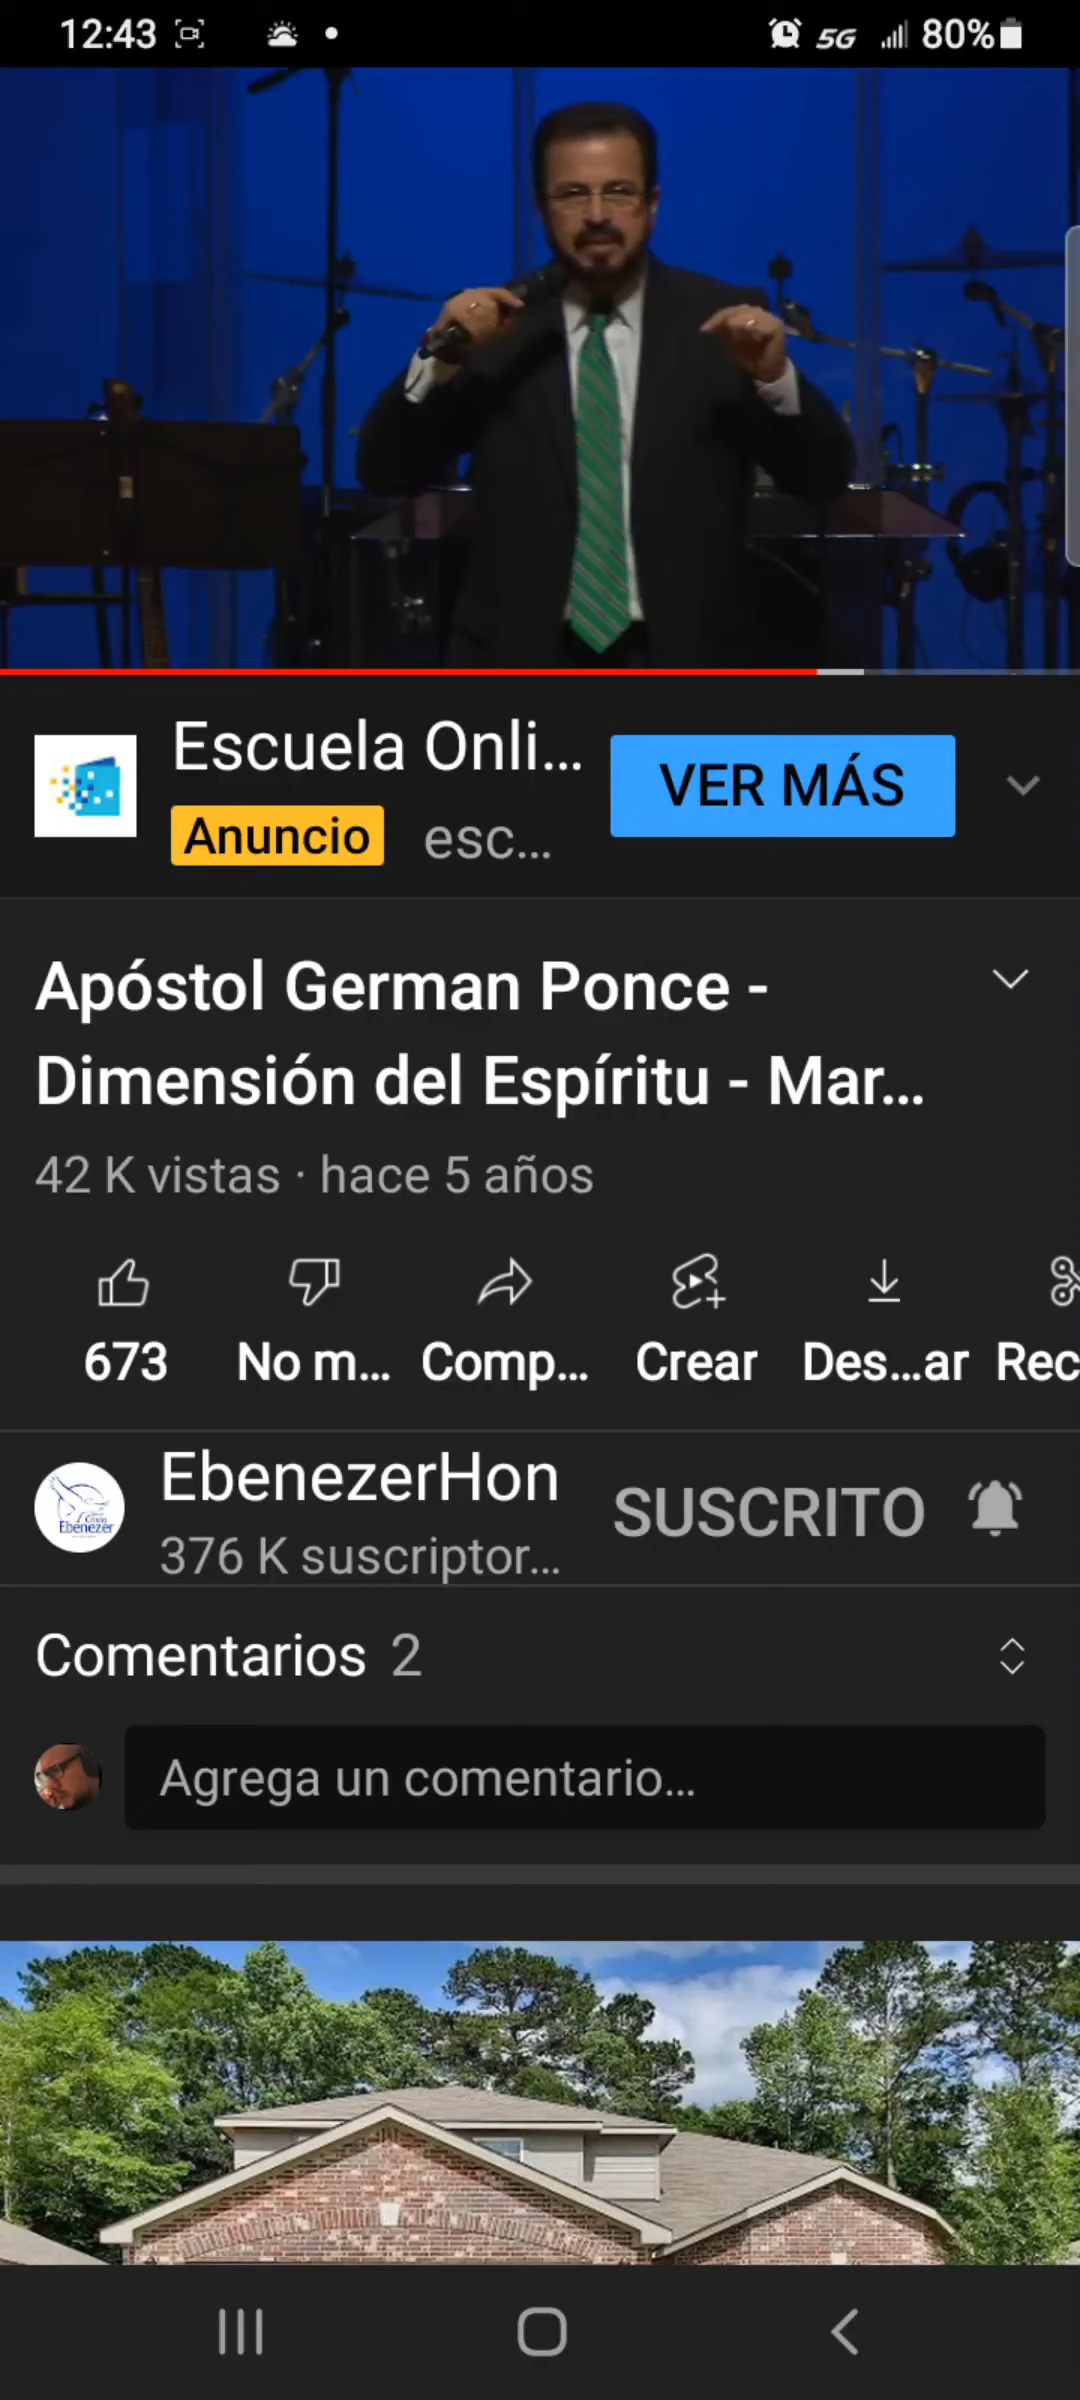 12:43
5G
80%
Escuela Onli...
VER MÁS
Anuncio esc...
Apóstol German Ponce -
Dimensión del Espíritu - Mar...
42 K vistas · hace 5 años
673
No m...
Comp...
Crear
Des...ar
Rec
EbenezerHon
SUSCRITO
376 K suscriptor...
Ebenezer
Comentarios 2
Agrega un comentario...